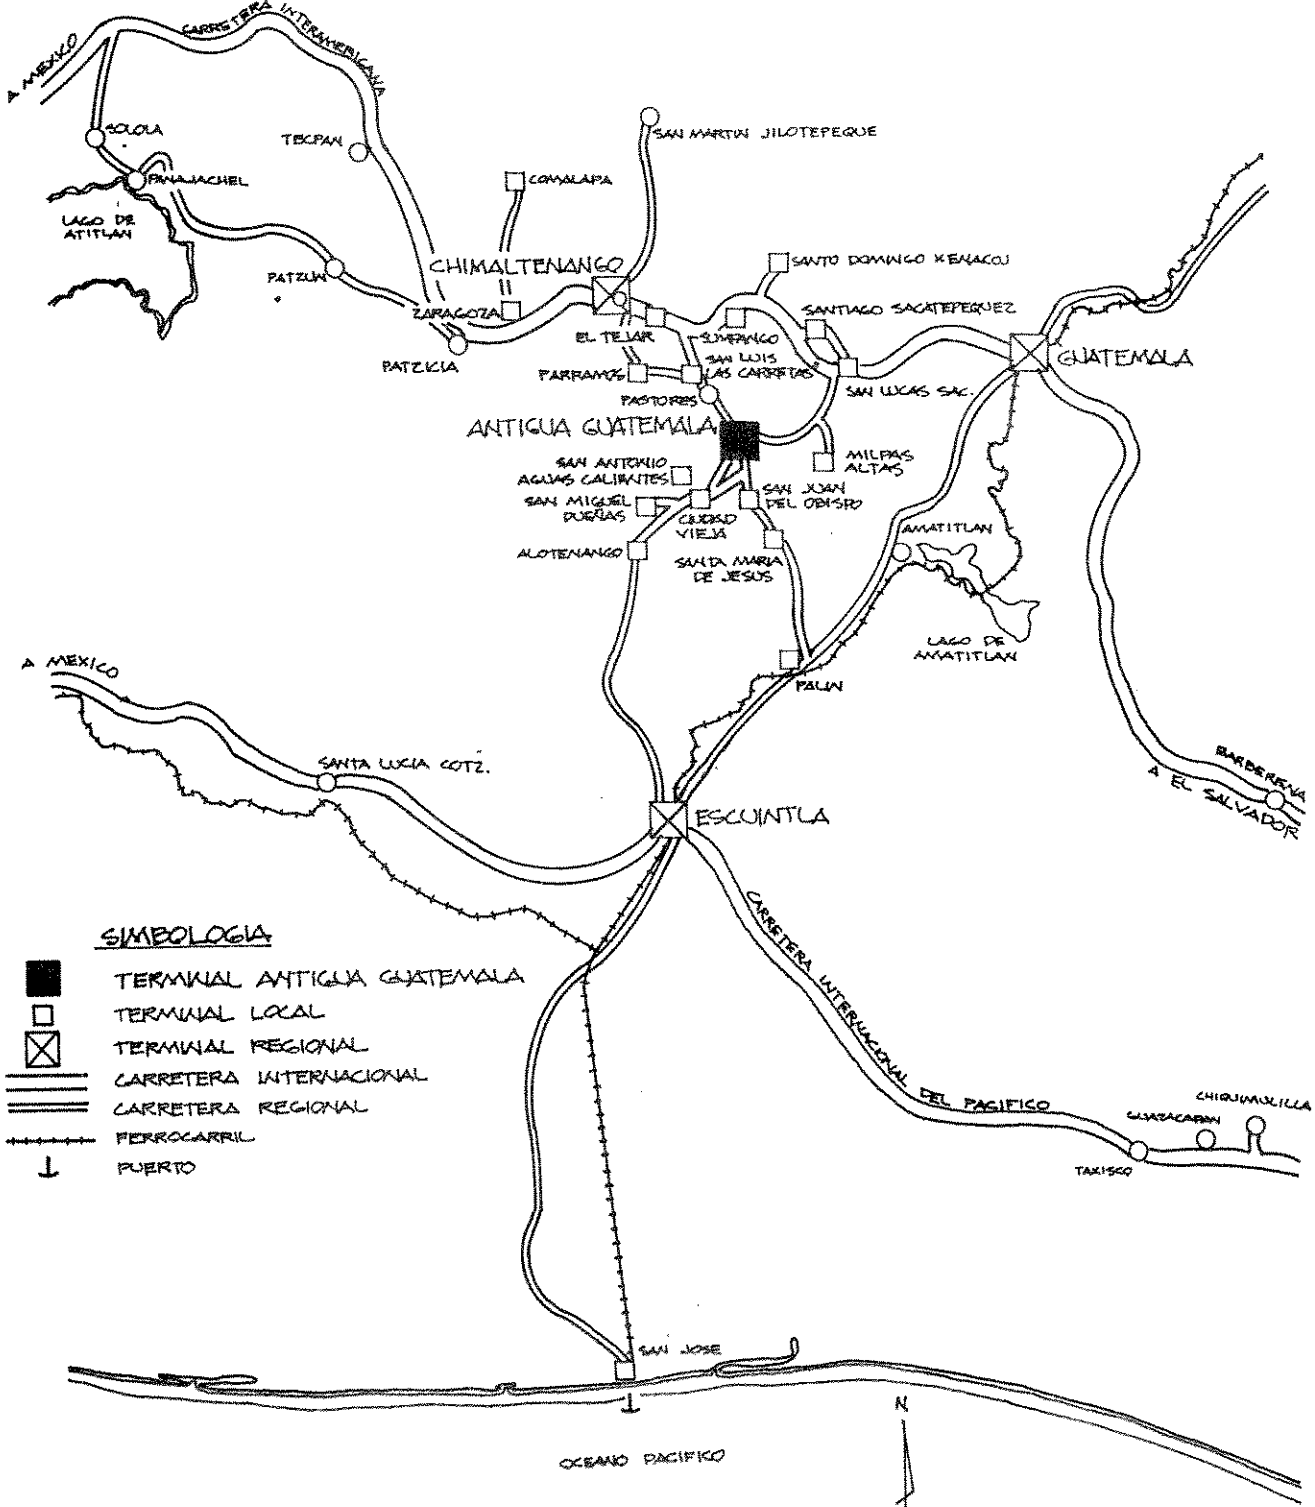 A MEXICO
CARRETERA INTERAMERICANA
SOLOLA
TECPAN
SAN MARTIN JILOTEPEQUE
PANAJACHEL
COMALAPA
LAGO DE
ATITLAN
PATZUN
CHIMALTENANGO
SANTO DOMINGO XENACOJ
ZARAGOZA
SANTIAGO SACATEPEQUEZ
EL TEJAR
SUMPANGO
PATZICIA
SAN LUIS
LAS CARRETAS
GUATEMALA
PARRAMOS
SAN LUCAS SAC.
PASTORES
ANTIGUA GUATEMALA
MILPAS
ALTAS
SAN ANTONIO
AGUAS CALIENTES
SAN MIGUEL
DUEÑAS
CIUDAD
VIEJA
SAN JUAN
DEL OBISPO
ALOTENANGO
SANTA MARIA
DE JESUS
AMATITLAN
LAGO DE
AMATITLAN
A MEXICO
PALIN
SANTA LUCIA COTZ.
BARBERENA
A EL SALVADOR
ESCUINTLA
CARRETERA INTERNACIONAL DEL PACIFICO
SIMBOLOGIA
TERMINAL ANTIGUA GUATEMALA
TERMINAL LOCAL
TERMINAL REGIONAL
CARRETERA INTERNACIONAL
CARRETERA REGIONAL
FERROCARRIL
PUERTO
CHIQUIMULILLA
GUAZACAPAN
TAXISCO
SAN JOSE
N
OCEANO PACIFICO